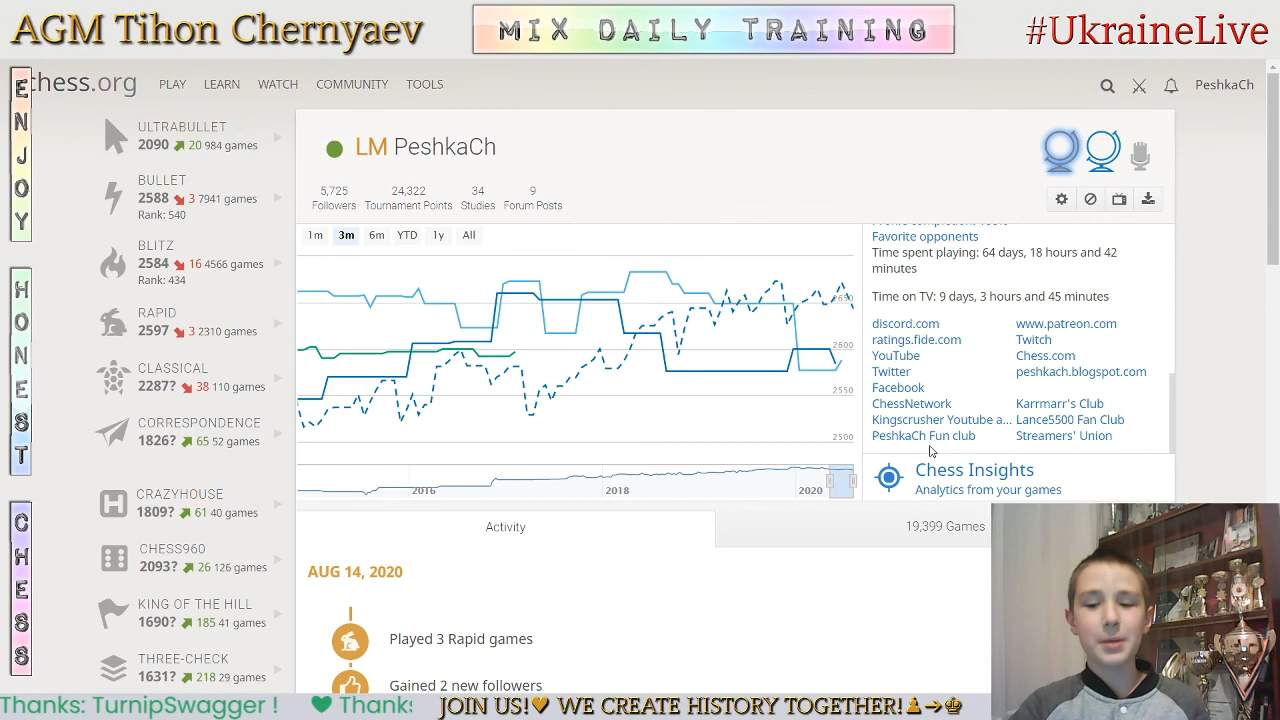 AGM Tihon Chernyaev
MIX DAILY TRAINING
#UkraineLive
ENJOY
HONEST
CHESS
chess.org
PLAY LEARN WATCH COMMUNITY TOOLS
PeshkaCh
ULTRABULLET
2090 20 984 games
BULLET
2588 3 7941 games
Rank: 540
BLITZ
2584 16 4566 games
Rank: 434
RAPID
2597 3 2310 games
CLASSICAL
2287? 38 110 games
CORRESPONDENCE
1826? 65 52 games
CRAZYHOUSE
1809? 61 40 games
CHESS960
2093? 26 126 games
KING OF THE HILL
1690? 185 41 games
THREE-CHECK
1631? 218 29 games
LM PeshkaCh
5,725 24,322 34 9
Followers Tournament Points Studies Forum Posts
1m 3m 6m YTD 1y All
2650
2600
2550
2500
2016 2018 2020
Favorite opponents
Time spent playing: 64 days, 18 hours and 42
minutes
Time on TV: 9 days, 3 hours and 45 minutes
discord.com www.patreon.com
ratings.fide.com Twitch
YouTube Chess.com
Twitter peshkach.blogspot.com
Facebook
ChessNetwork Karrmarr's Club
Kingscrusher Youtube a... Lance5500 Fan Club
PeshkaCh Fun club Streamers' Union
Chess Insights
Analytics from your games
Activity 19,399 Games
AUG 14, 2020
Played 3 Rapid games
Gained 2 new followers
Thanks: TurnipSwagger ! ♥ Thanks
JOIN US!♥ WE CREATE HISTORY TOGETHER!♟→♚